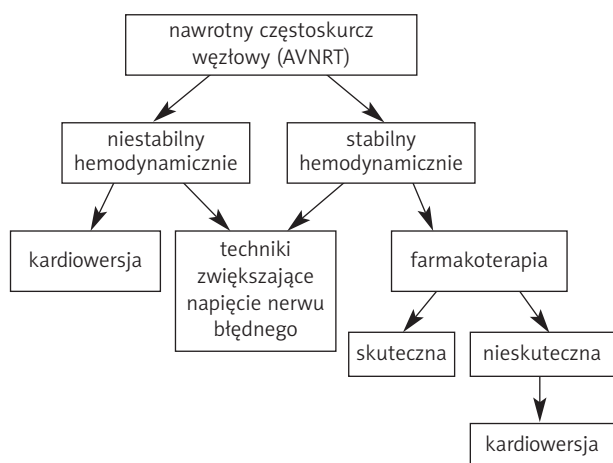 nawrotny częstoskurcz
węzłowy (AVNRT)
niestabilny
hemodynamicznie
stabilny
hemodynamicznie
kardiowersja
techniki
zwiększające
napięcie nerwu
błędnego
farmakoterapia
skuteczna
nieskuteczna
kardiowersja